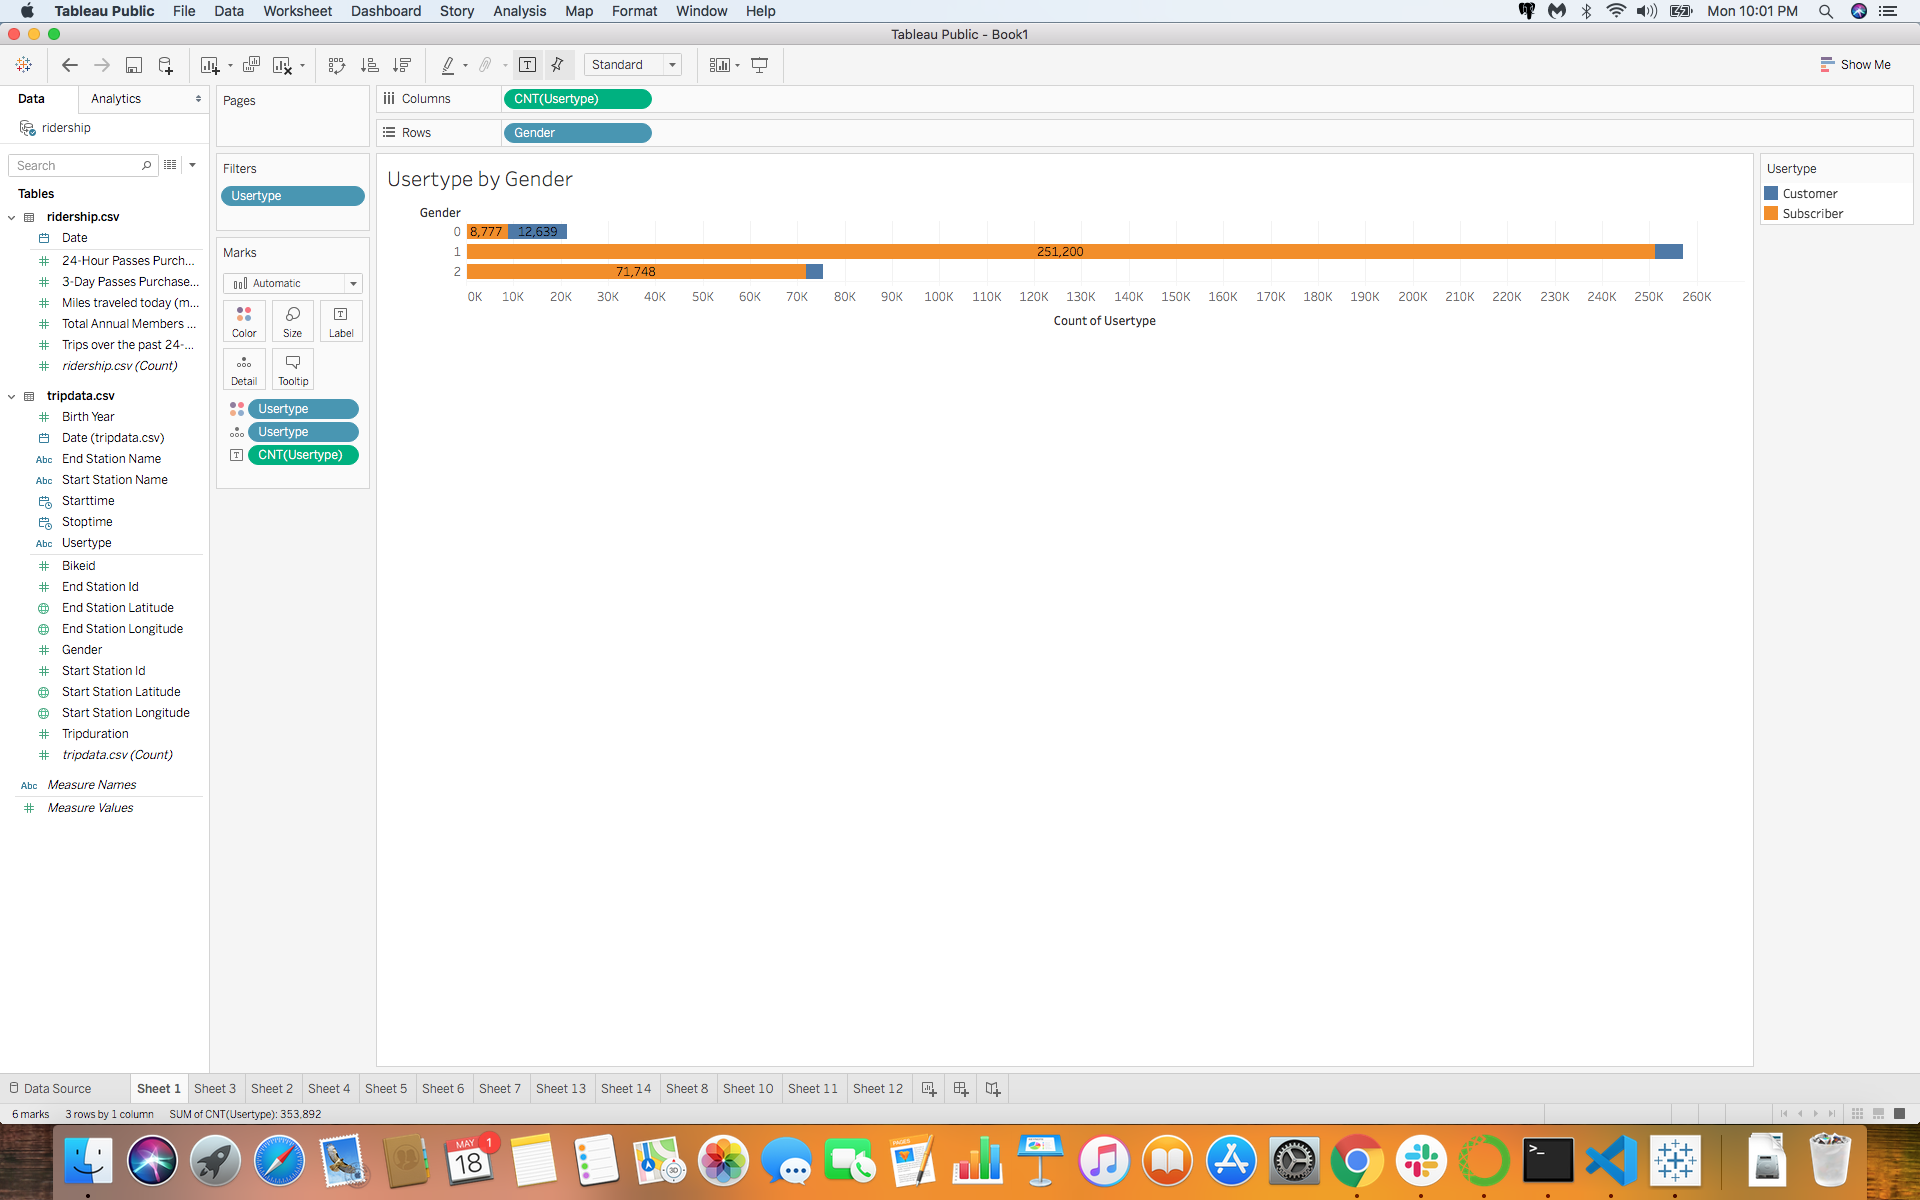 Tableau Public File Data Worksheet Dashboard Story Analysis Map Format Window Help Mon 10:01 PM
Tableau Public - Book1
Standard Show Me
Data Analytics
ridership
Search
Tables
ridership.csv
Date
24-Hour Passes Purch...
3-Day Passes Purchase...
Miles traveled today (m...
Total Annual Members ...
Trips over the past 24-...
ridership.csv (Count)
tripdata.csv
Birth Year
Date (tripdata.csv)
Abc End Station Name
Abc Start Station Name
Starttime
Stoptime
Abc Usertype
Bikeid
End Station Id
End Station Latitude
End Station Longitude
Gender
Start Station Id
Start Station Latitude
Start Station Longitude
Tripduration
tripdata.csv (Count)
Abc Measure Names
Measure Values
Pages
Filters
Usertype
Marks
Automatic
Color Size Label
Detail Tooltip
Usertype
Usertype
CNT(Usertype)
Columns CNT(Usertype)
Rows Gender
Usertype by Gender
Gender
0 8,777 12,639
1 251,200
2 71,748
0K 10K 20K 30K 40K 50K 60K 70K 80K 90K 100K 110K 120K 130K 140K 150K 160K 170K 180K 190K 200K 210K 220K 230K 240K 250K 260K
Count of Usertype
Usertype
Customer
Subscriber
Data Source Sheet 1 Sheet 3 Sheet 2 Sheet 4 Sheet 5 Sheet 6 Sheet 7 Sheet 13 Sheet 14 Sheet 8 Sheet 10 Sheet 11 Sheet 12
6 marks 3 rows by 1 column SUM of CNT(Usertype): 353,892
MAY 1
18
PAGES
3D